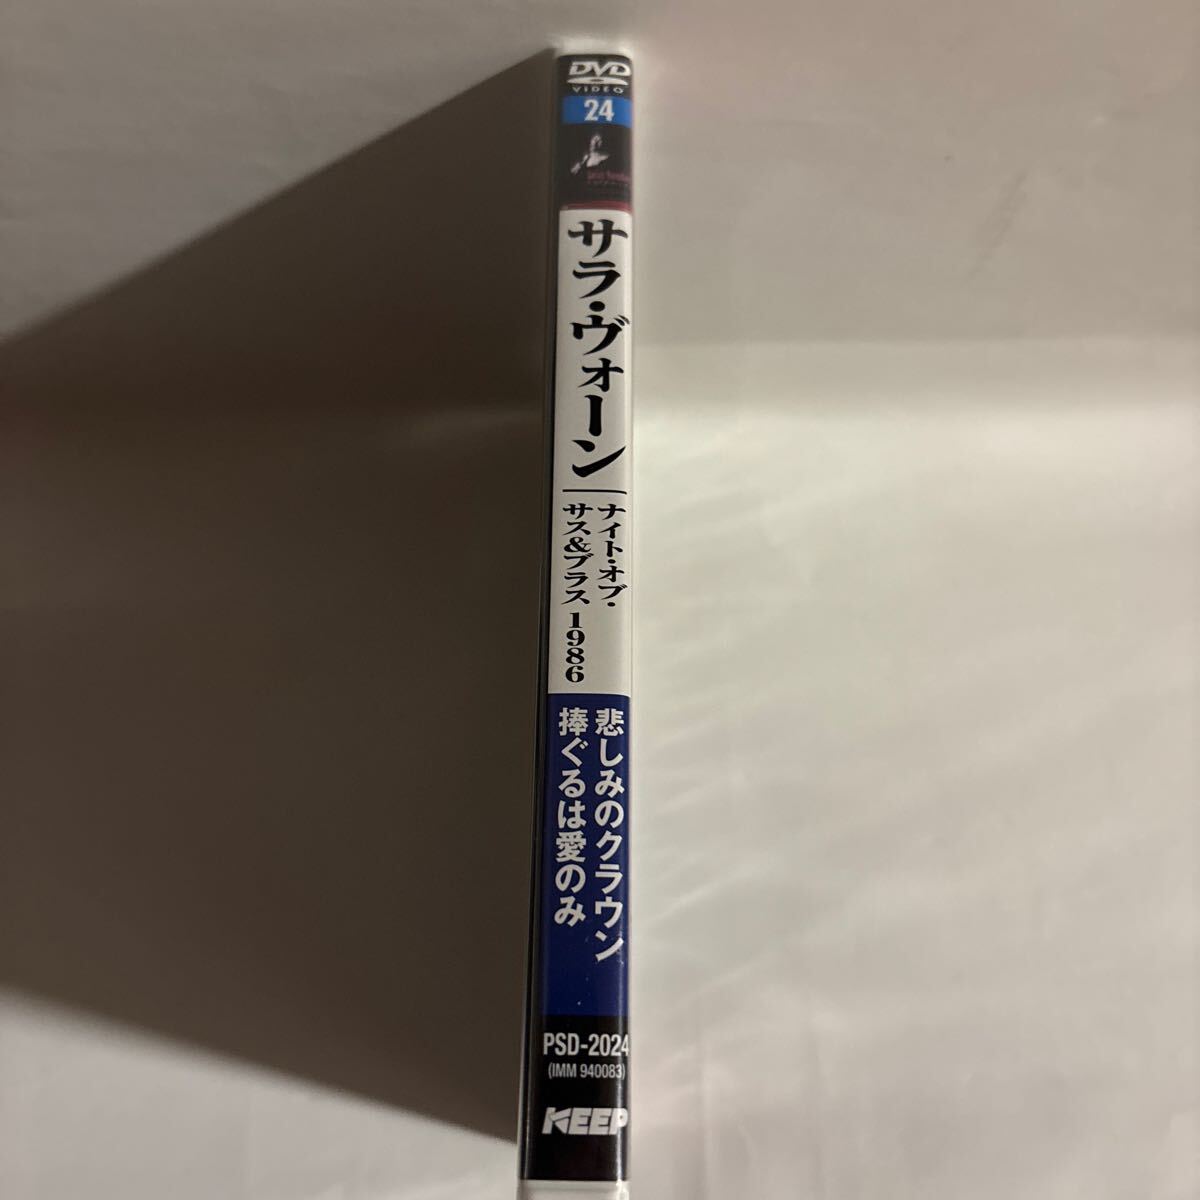 DVD
VIDEO
24
サラ・ヴォーン
ナイト・オブ・
サス&ブラス 1986
悲しみのクラウン
捧ぐるは愛のみ
PSD-2024
(IMM 940083)
KEEP